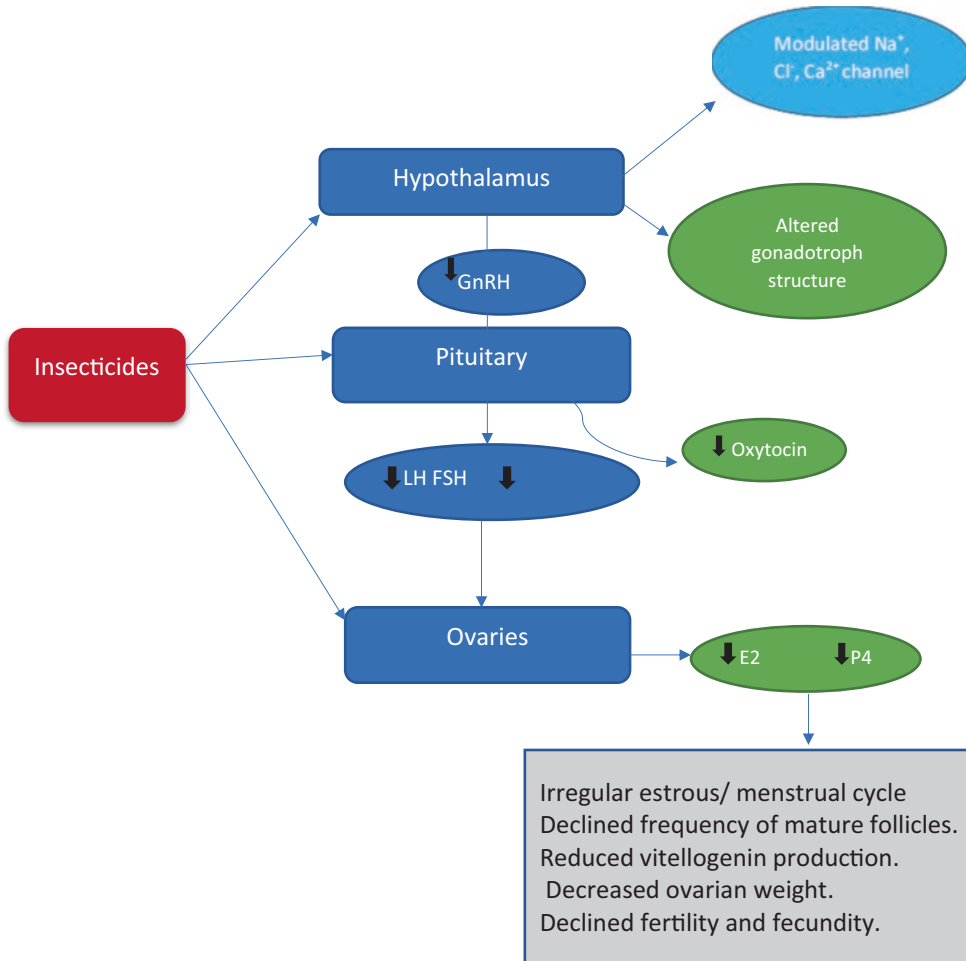 Modulated Na⁺,
Cl⁻, Ca²⁺ channel
Hypothalamus
Altered
gonadotroph
structure
GnRH
Insecticides
Pituitary
Oxytocin
LH FSH
Ovaries
E2 P4
Irregular estrous/ menstrual cycle
Declined frequency of mature follicles.
Reduced vitellogenin production.
Decreased ovarian weight.
Declined fertility and fecundity.